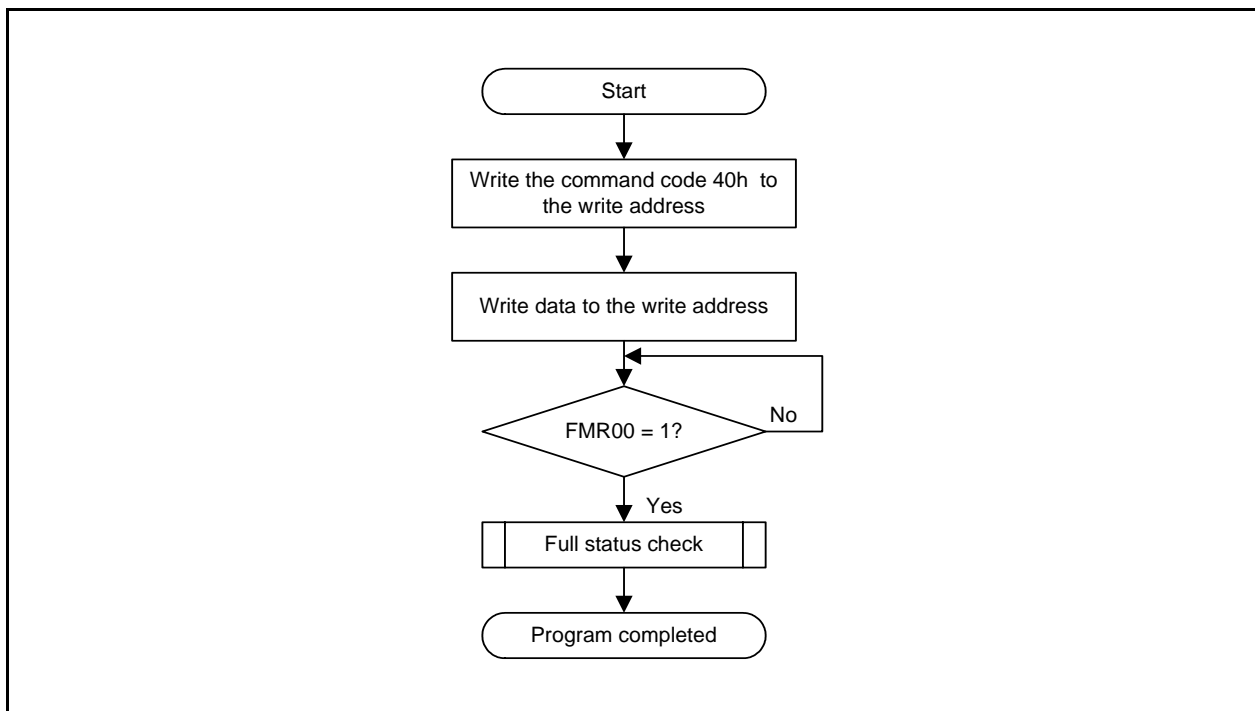 Start
Write the command code 40h to
the write address
Write data to the write address
FMR00 = 1?
No
Yes
Full status check
Program completed